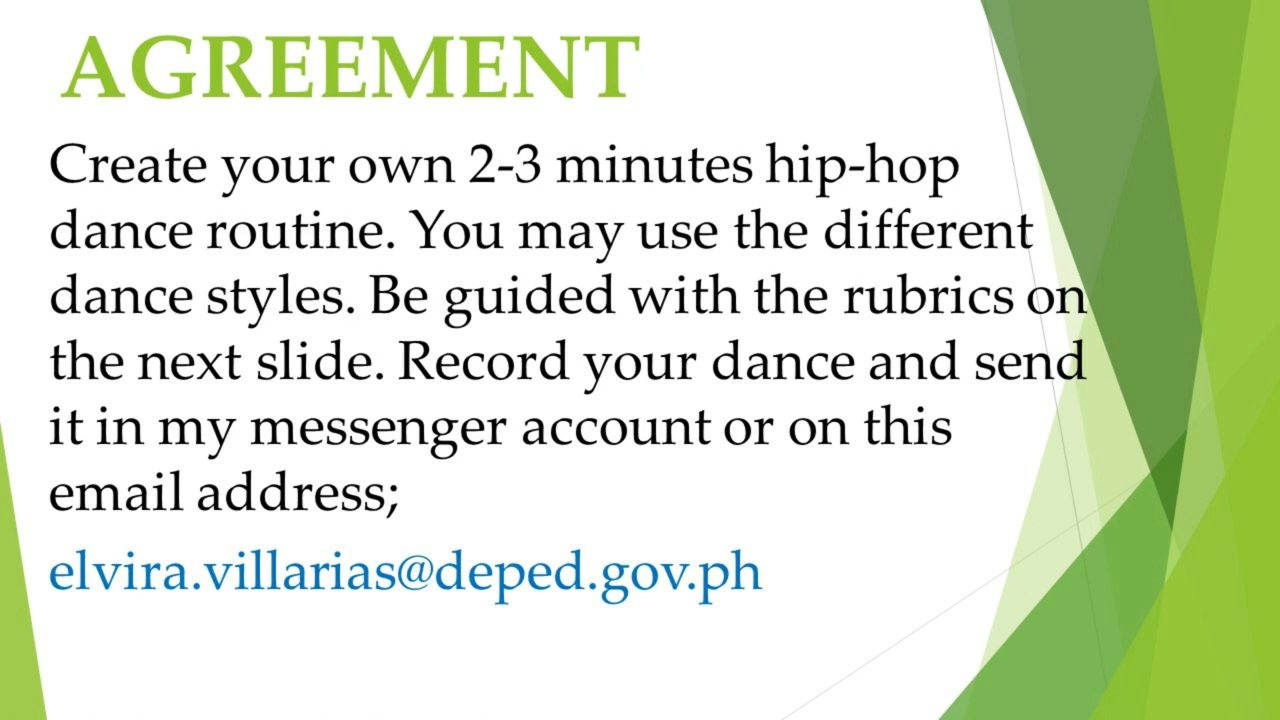 AGREEMENT
Create your own 2-3 minutes hip-hop
dance routine. You may use the different
dance styles. Be guided with the rubrics on
the next slide. Record your dance and send
it in my messenger account or on this
email address;
elvira.villarias@deped.gov.ph